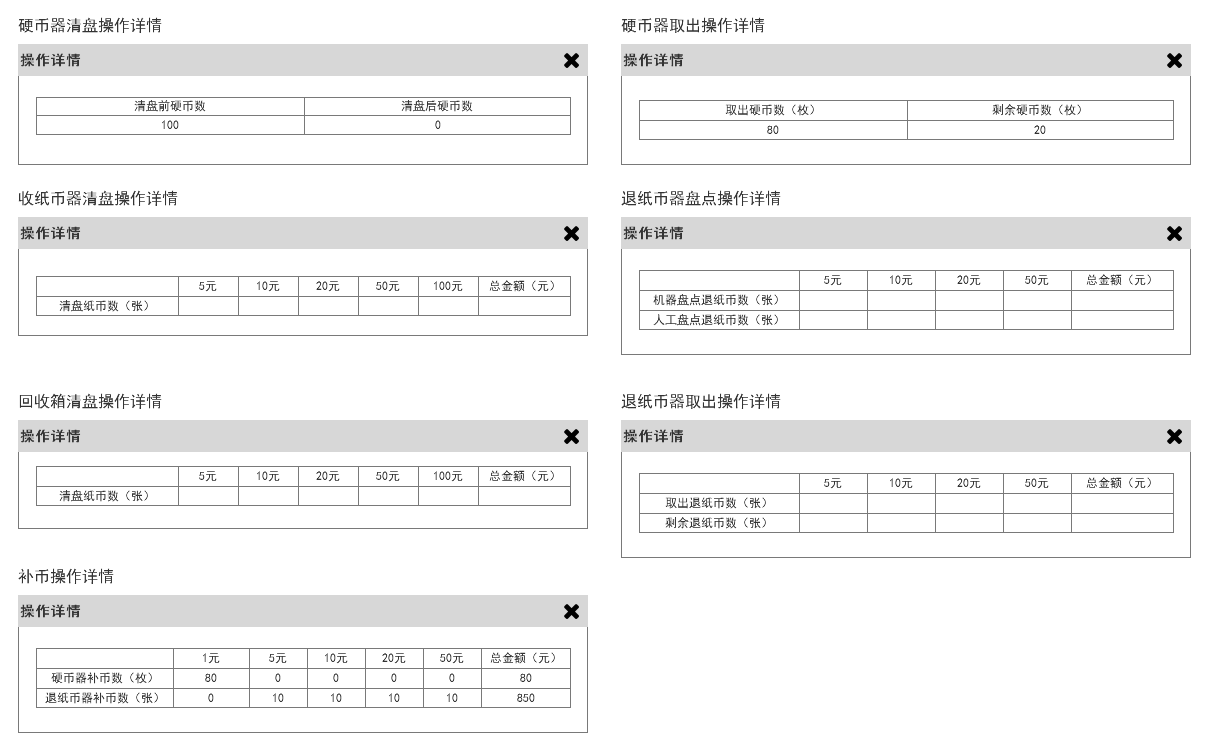 硬币器清盘操作详情
操作详情
清盘前硬币数 清盘后硬币数
100 0
硬币器取出操作详情
操作详情
取出硬币数（枚） 剩余硬币数（枚）
80 20
收纸币器清盘操作详情
操作详情
5元 10元 20元 50元 100元 总金额（元）
清盘纸币数（张）
退纸币器盘点操作详情
操作详情
5元 10元 20元 50元 总金额（元）
机器盘点退纸币数（张）
人工盘点退纸币数（张）
回收箱清盘操作详情
操作详情
5元 10元 20元 50元 100元 总金额（元）
清盘纸币数（张）
退纸币器取出操作详情
操作详情
5元 10元 20元 50元 总金额（元）
取出退纸币数（张）
剩余退纸币数（张）
补币操作详情
操作详情
1元 5元 10元 20元 50元 总金额（元）
硬币器补币数（枚） 80 0 0 0 0 80
退纸币器补币数（张） 0 10 10 10 10 850